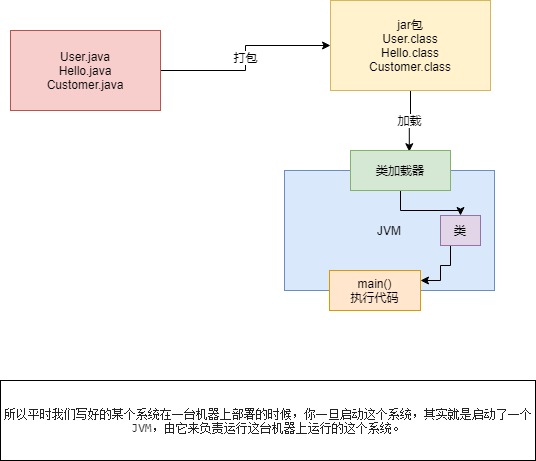 User.java
Hello.java
Customer.java
打包
jar包
User.class
Hello.class
Customer.class
加载
类加载器
JVM
类
main()
执行代码
所以平时我们写好的某个系统在一台机器上部署的时候，你一旦启动这个系统，其实就是启动了一个
JVM，由它来负责运行这台机器上运行的这个系统。